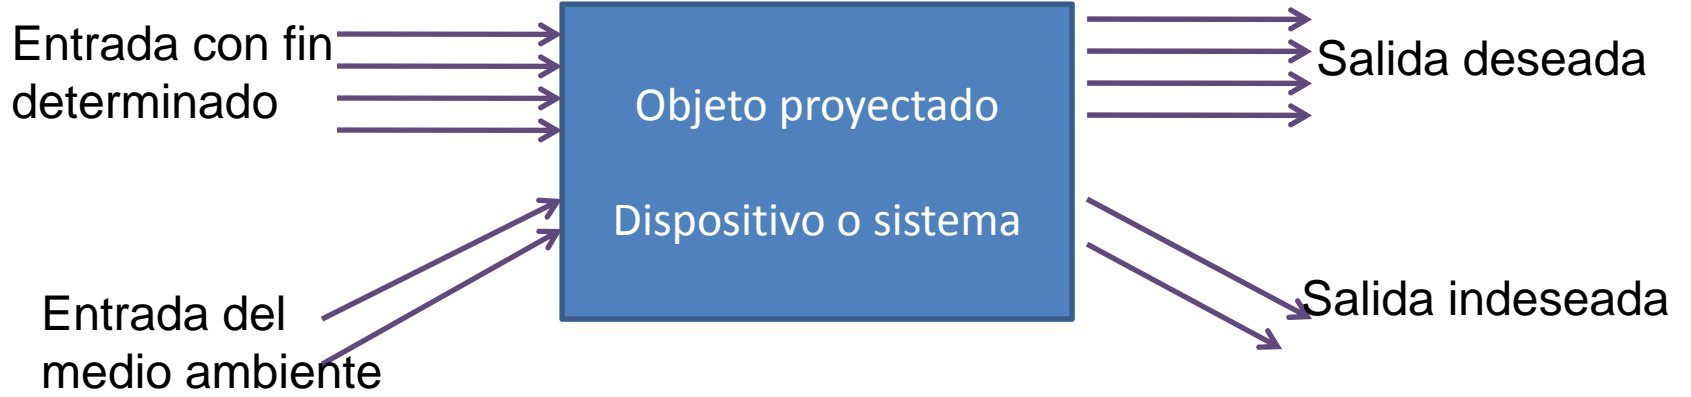 Entrada con fin
determinado
Objeto proyectado
Dispositivo o sistema
Salida deseada
Entrada del
medio ambiente
Salida indeseada